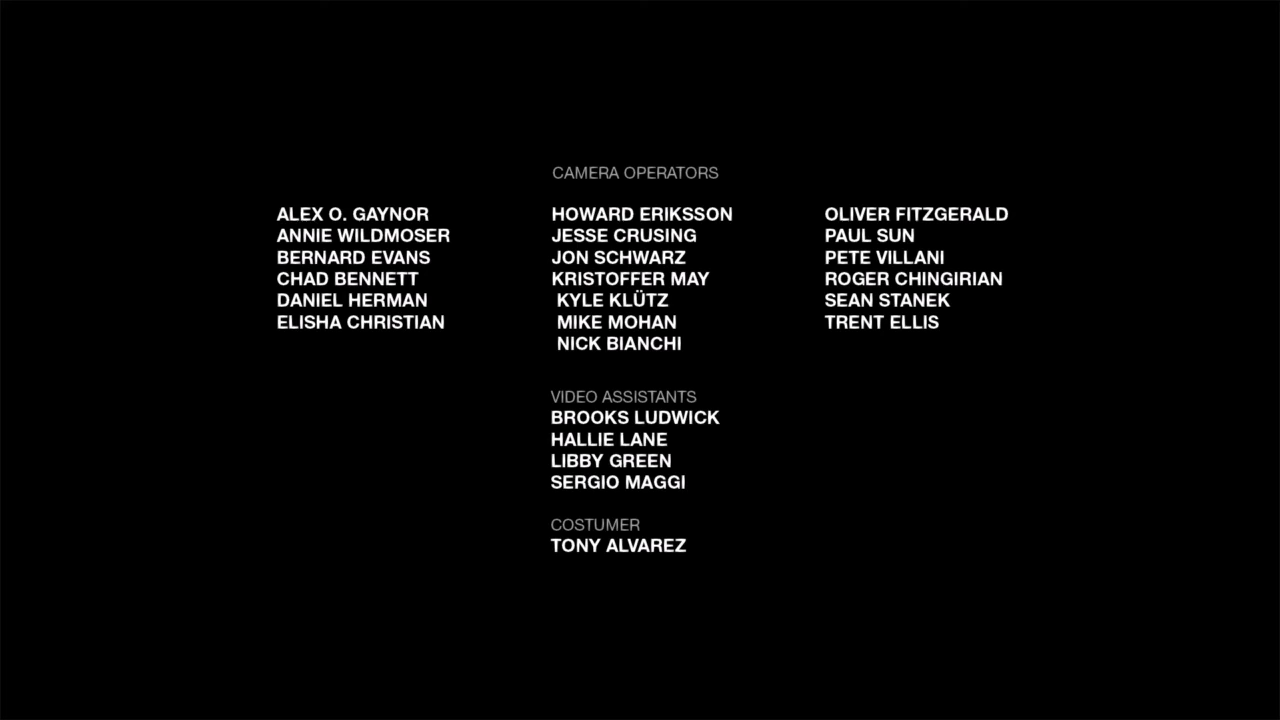 CAMERA OPERATORS
ALEX O. GAYNOR
ANNIE WILDMOSER
BERNARD EVANS
CHAD BENNETT
DANIEL HERMAN
ELISHA CHRISTIAN
HOWARD ERIKSSON
JESSE CRUSING
JON SCHWARZ
KRISTOFFER MAY
KYLE KLÜTZ
MIKE MOHAN
NICK BIANCHI
OLIVER FITZGERALD
PAUL SUN
PETE VILLANI
ROGER CHINGIRIAN
SEAN STANEK
TRENT ELLIS
VIDEO ASSISTANTS
BROOKS LUDWICK
HALLIE LANE
LIBBY GREEN
SERGIO MAGGI
COSTUMER
TONY ALVAREZ